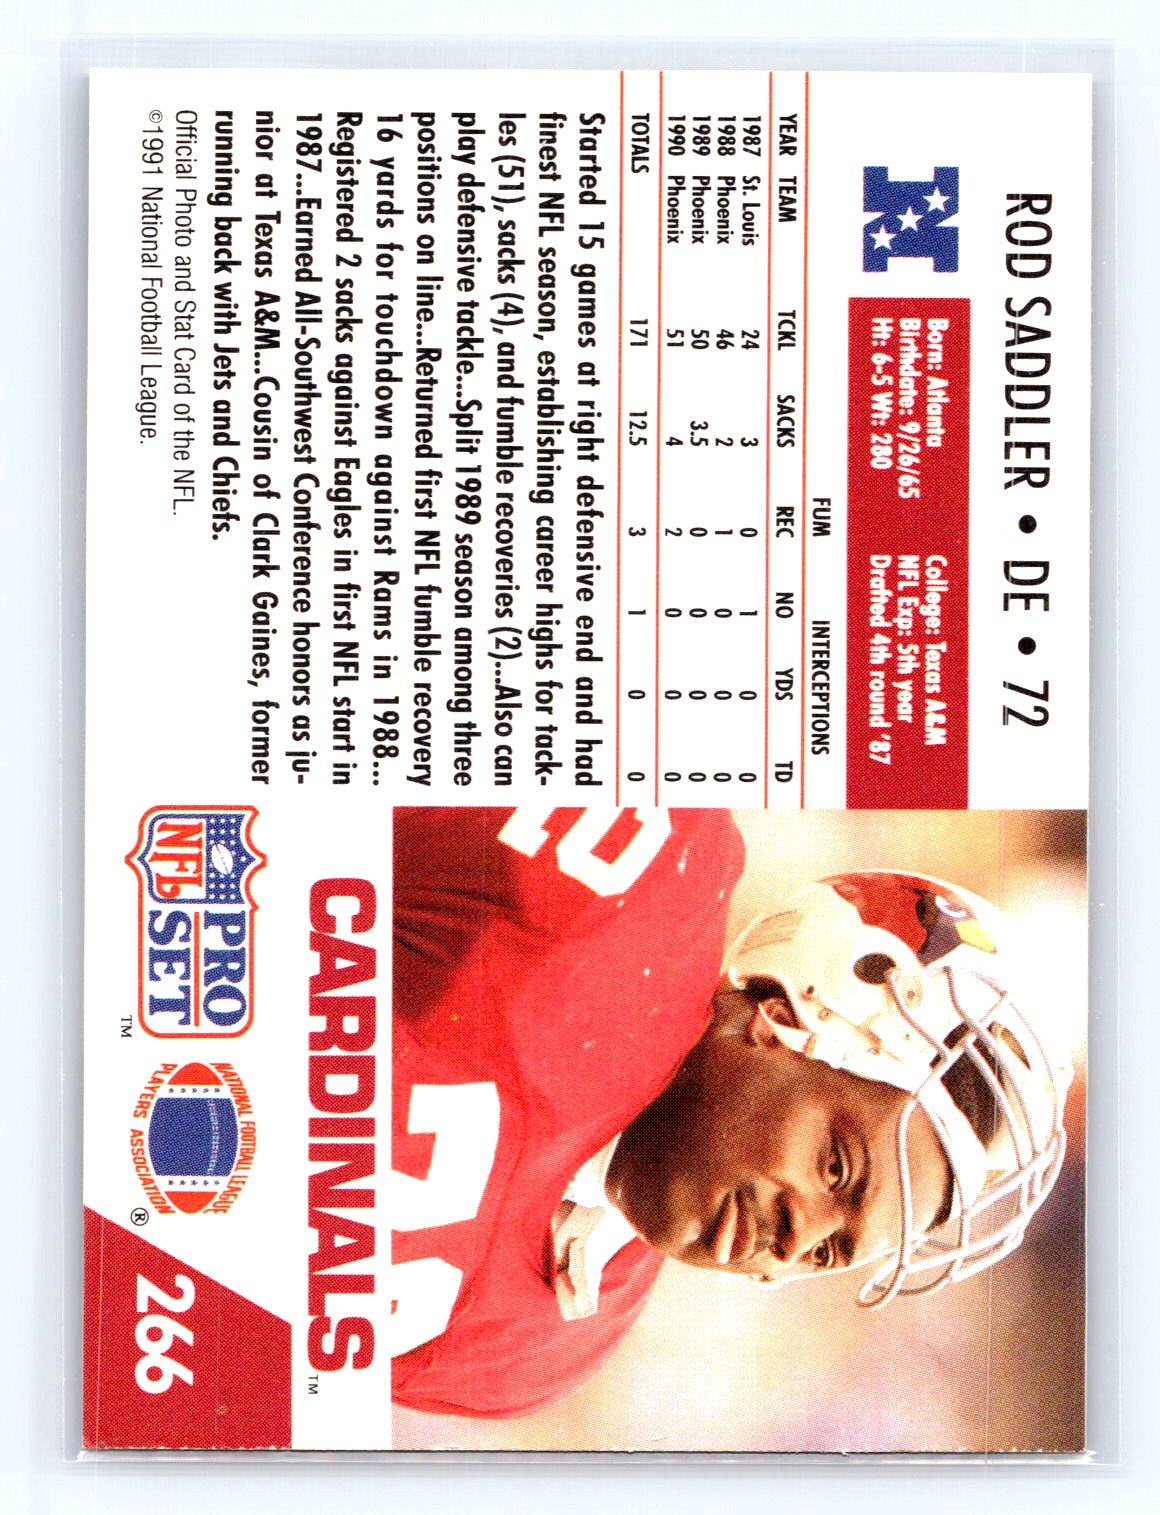 ROD SADDLER • DE • 72
Born: Atlanta
Birthdate: 9/26/65
Ht: 6-5 Wt: 280
College: Texas A&M
NFL Exp: 5th year
Drafted 4th round '87
FUM INTERCEPTIONS
YEAR TEAM TCKL SACKS REC NO YDS TD
1987 St. Louis 24 3 0 1 0 0
1988 Phoenix 46 2 1 0 0 0
1989 Phoenix 50 3.5 0 0 0 0
1990 Phoenix 51 4 2 0 0 0
TOTALS 171 12.5 3 1 0 0
Started 15 games at right defensive end and had
finest NFL season, establishing career highs for tack-
les (51), sacks (4), and fumble recoveries (2)...Also can
play defensive tackle...Split 1989 season among three
positions on line...Returned first NFL fumble recovery
16 yards for touchdown against Rams in 1988...
Registered 2 sacks against Eagles in first NFL start in
1987...Earned All-Southwest Conference honors as ju-
nior at Texas A&M...Cousin of Clark Gaines, former
running back with Jets and Chiefs.
Official Photo and Stat Card of the NFL.
©1991 National Football League.
CARDINALS™
NFL PRO SET™
NATIONAL FOOTBALL LEAGUE
PLAYERS ASSOCIATION®
266